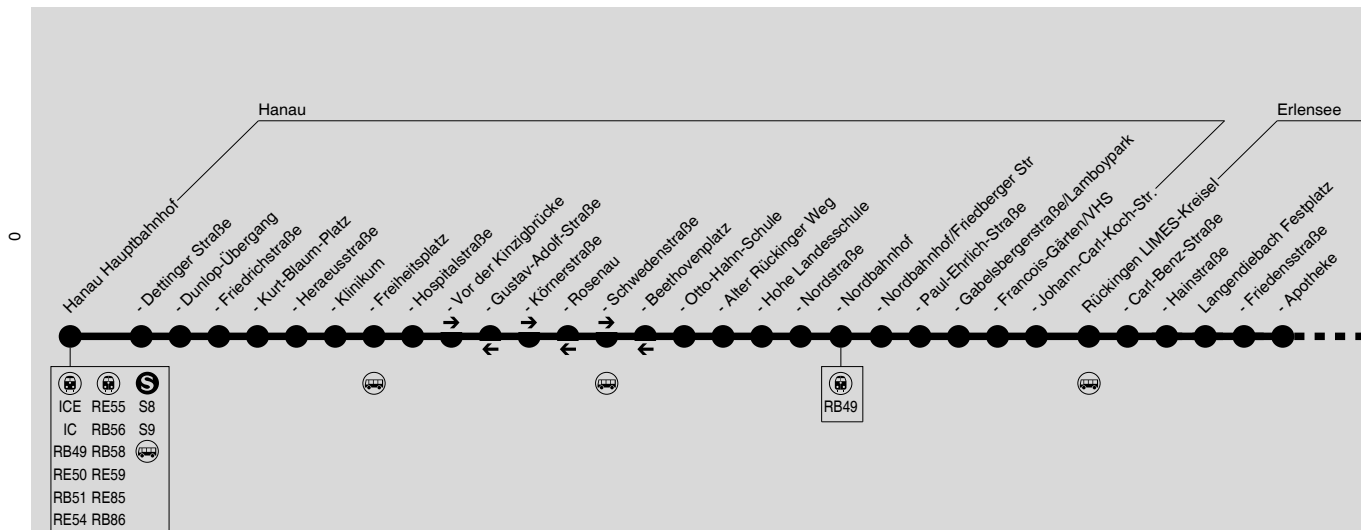 Hanau
Erlensee
0
Hanau Hauptbahnhof
- Dettinger Straße
- Dunlop-Übergang
- Friedrichstraße
- Kurt-Blaum-Platz
- Heraeusstraße
- Klinikum
- Freiheitsplatz
- Hospitalstraße
- Vor der Kinzigbrücke
- Gustav-Adolf-Straße
- Körnerstraße
- Rosenau
- Schwedenstraße
- Beethovenplatz
- Otto-Hahn-Schule
- Alter Rückinger Weg
- Hohe Landesschule
- Nordstraße
- Nordbahnhof
- Nordbahnhof/Friedberger Str
- Paul-Ehrlich-Straße
- Gabelsbergerstraße/Lamboypark
- Francois-Gärten/VHS
- Johann-Carl-Koch-Str.
Rückingen LIMES-Kreisel
- Carl-Benz-Straße
- Hainstraße
Langendiebach Festplatz
- Friedensstraße
- Apotheke
S
ICE RE55 S8
IC RB56 S9
RB49 RB58
RE50 RE59
RB51 RE85
RE54 RB86
RB49